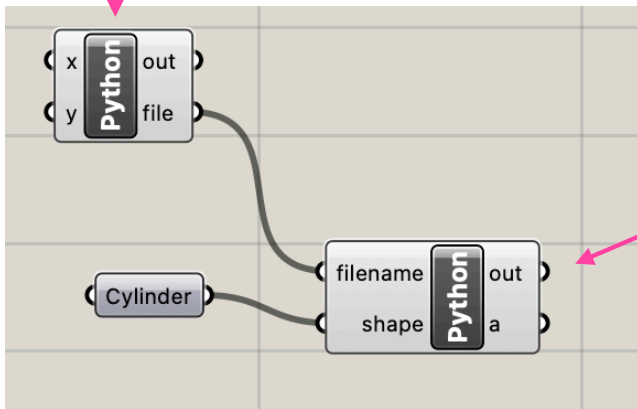 x Python out
y file
filename Python out
Cylinder
shape a